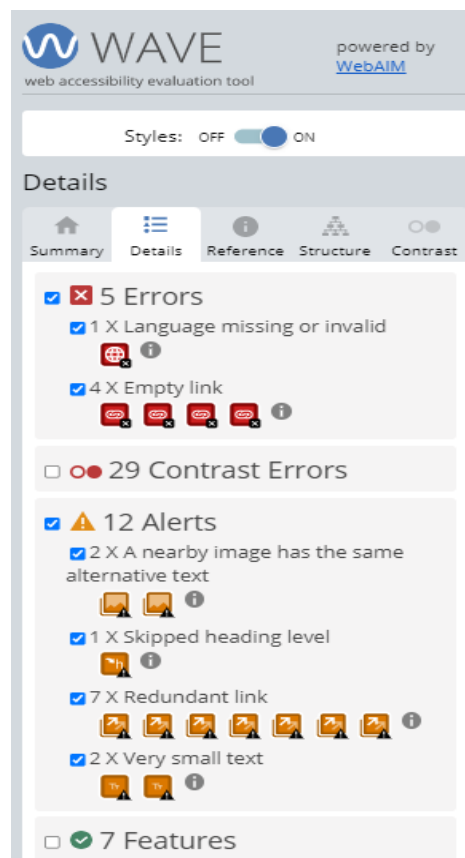 WAVE
powered by
WebAIM
web accessibility evaluation tool
Styles: OFF ON
Details
Summary Details Reference Structure Contrast
5 Errors
1 X Language missing or invalid
4 X Empty link
29 Contrast Errors
12 Alerts
2 X A nearby image has the same
alternative text
1 X Skipped heading level
7 X Redundant link
2 X Very small text
7 Features